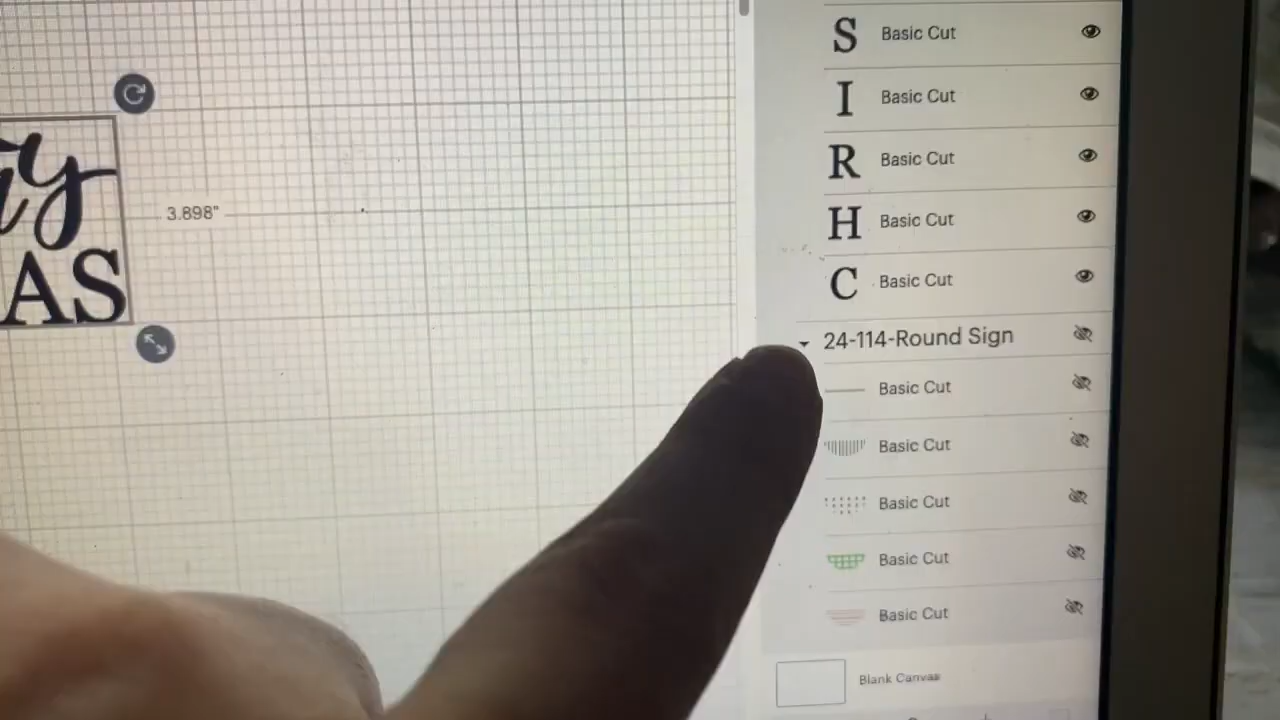 S Basic Cut
I Basic Cut
R Basic Cut
H Basic Cut
C Basic Cut
y
3.898"
AS
24-114-Round Sign
Basic Cut
Basic Cut
Basic Cut
Basic Cut
Basic Cut
Blank Canvas